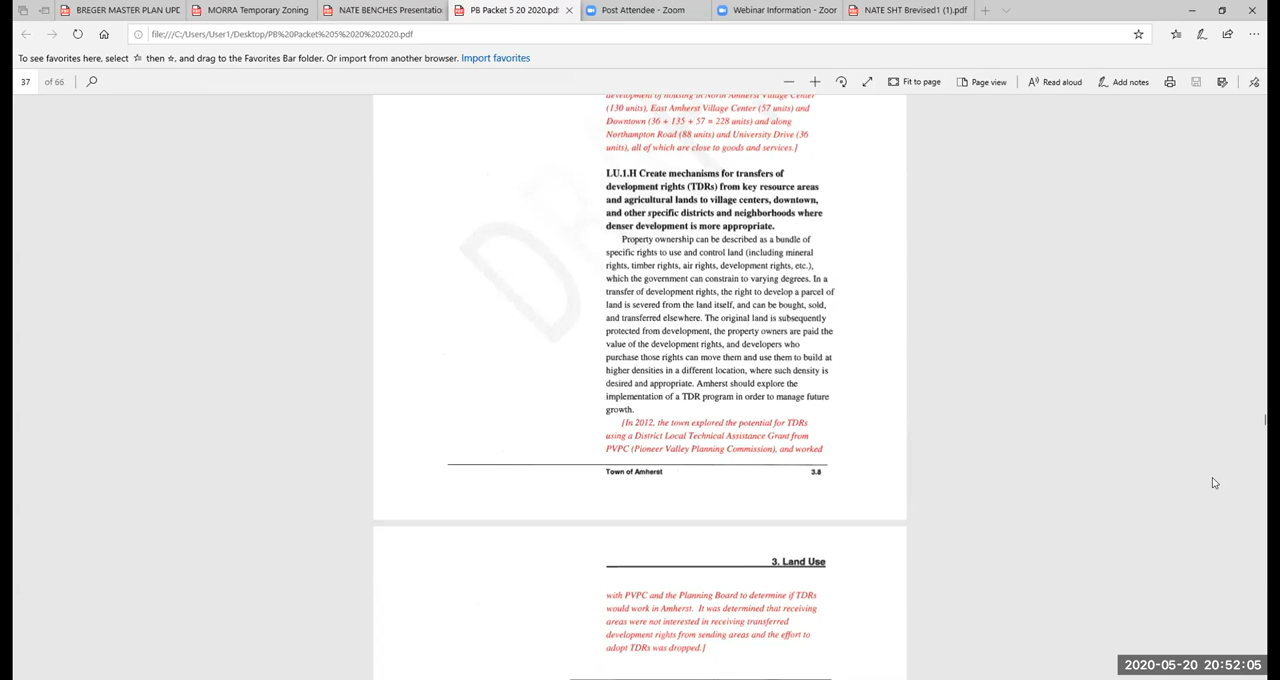 BREGER MASTER PLAN UPD
MORRA Temporary Zoning
NATE BENCHES Presentatio
PB Packet 5 20 2020.pdf
Post Attendee - Zoom
Webinar Information - Zoor
NATE SHT Brevised1 (1).pdf
file:///C:/Users/User1/Desktop/PB%20Packet%205%2020%202020.pdf
To see favorites here, select ☆ then ☆, and drag to the Favorites Bar folder. Or import from another browser. Import favorites
37 of 66
Fit to page
Page view
Read aloud
Add notes
development of housing in North Amherst Village Center
(130 units), East Amherst Village Center (57 units) and
Downtown (36 + 135 + 57 = 228 units) and along
Northampton Road (88 units) and University Drive (36
units), all of which are close to goods and services.]
LU.1.H Create mechanisms for transfers of
development rights (TDRs) from key resource areas
and agricultural lands to village centers, downtown,
and other specific districts and neighborhoods where
denser development is more appropriate.
Property ownership can be described as a bundle of
specific rights to use and control land (including mineral
rights, timber rights, air rights, development rights, etc.),
which the government can constrain to varying degrees. In a
transfer of development rights, the right to develop a parcel of
land is severed from the land itself, and can be bought, sold,
and transferred elsewhere. The original land is subsequently
protected from development, the property owners are paid the
value of the development rights, and developers who
purchase those rights can move them and use them to build at
higher densities in a different location, where such density is
desired and appropriate. Amherst should explore the
implementation of a TDR program in order to manage future
growth.
[In 2012, the town explored the potential for TDRs
using a District Local Technical Assistance Grant from
PVPC (Pioneer Valley Planning Commission), and worked
Town of Amherst 3.8
3. Land Use
with PVPC and the Planning Board to determine if TDRs
would work in Amherst. It was determined that receiving
areas were not interested in receiving transferred
development rights from sending areas and the effort to
adopt TDRs was dropped.]
2020-05-20 20:52:05